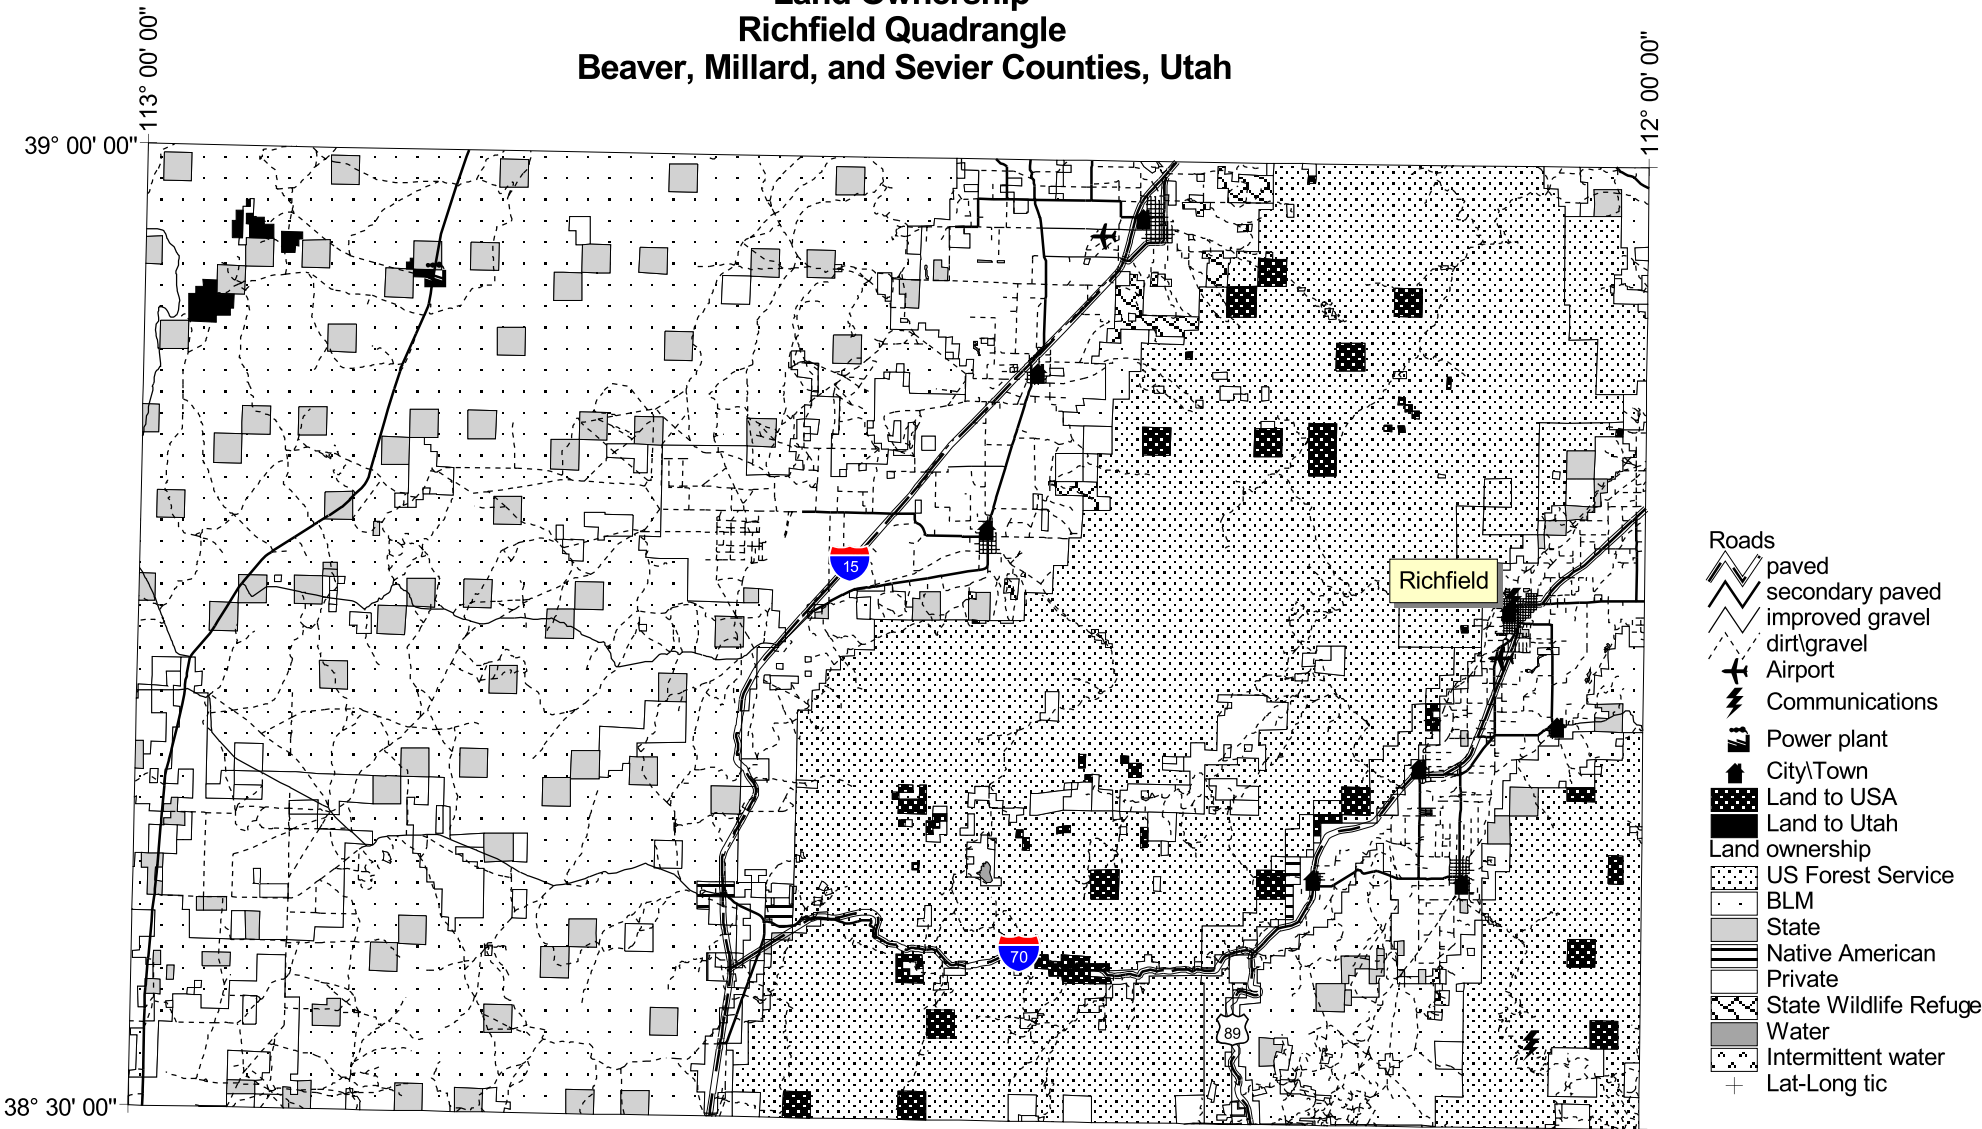 Land Ownership
Richfield Quadrangle
Beaver, Millard, and Sevier Counties, Utah
113° 00' 00"
112° 00' 00"
39° 00' 00"
15
Richfield
70
89
38° 30' 00"
Roads
paved
secondary paved
improved gravel
dirt\gravel
Airport
Communications
Power plant
City\Town
Land to USA
Land to Utah
Land ownership
US Forest Service
BLM
State
Native American
Private
State Wildlife Refuge
Water
Intermittent water
Lat-Long tic